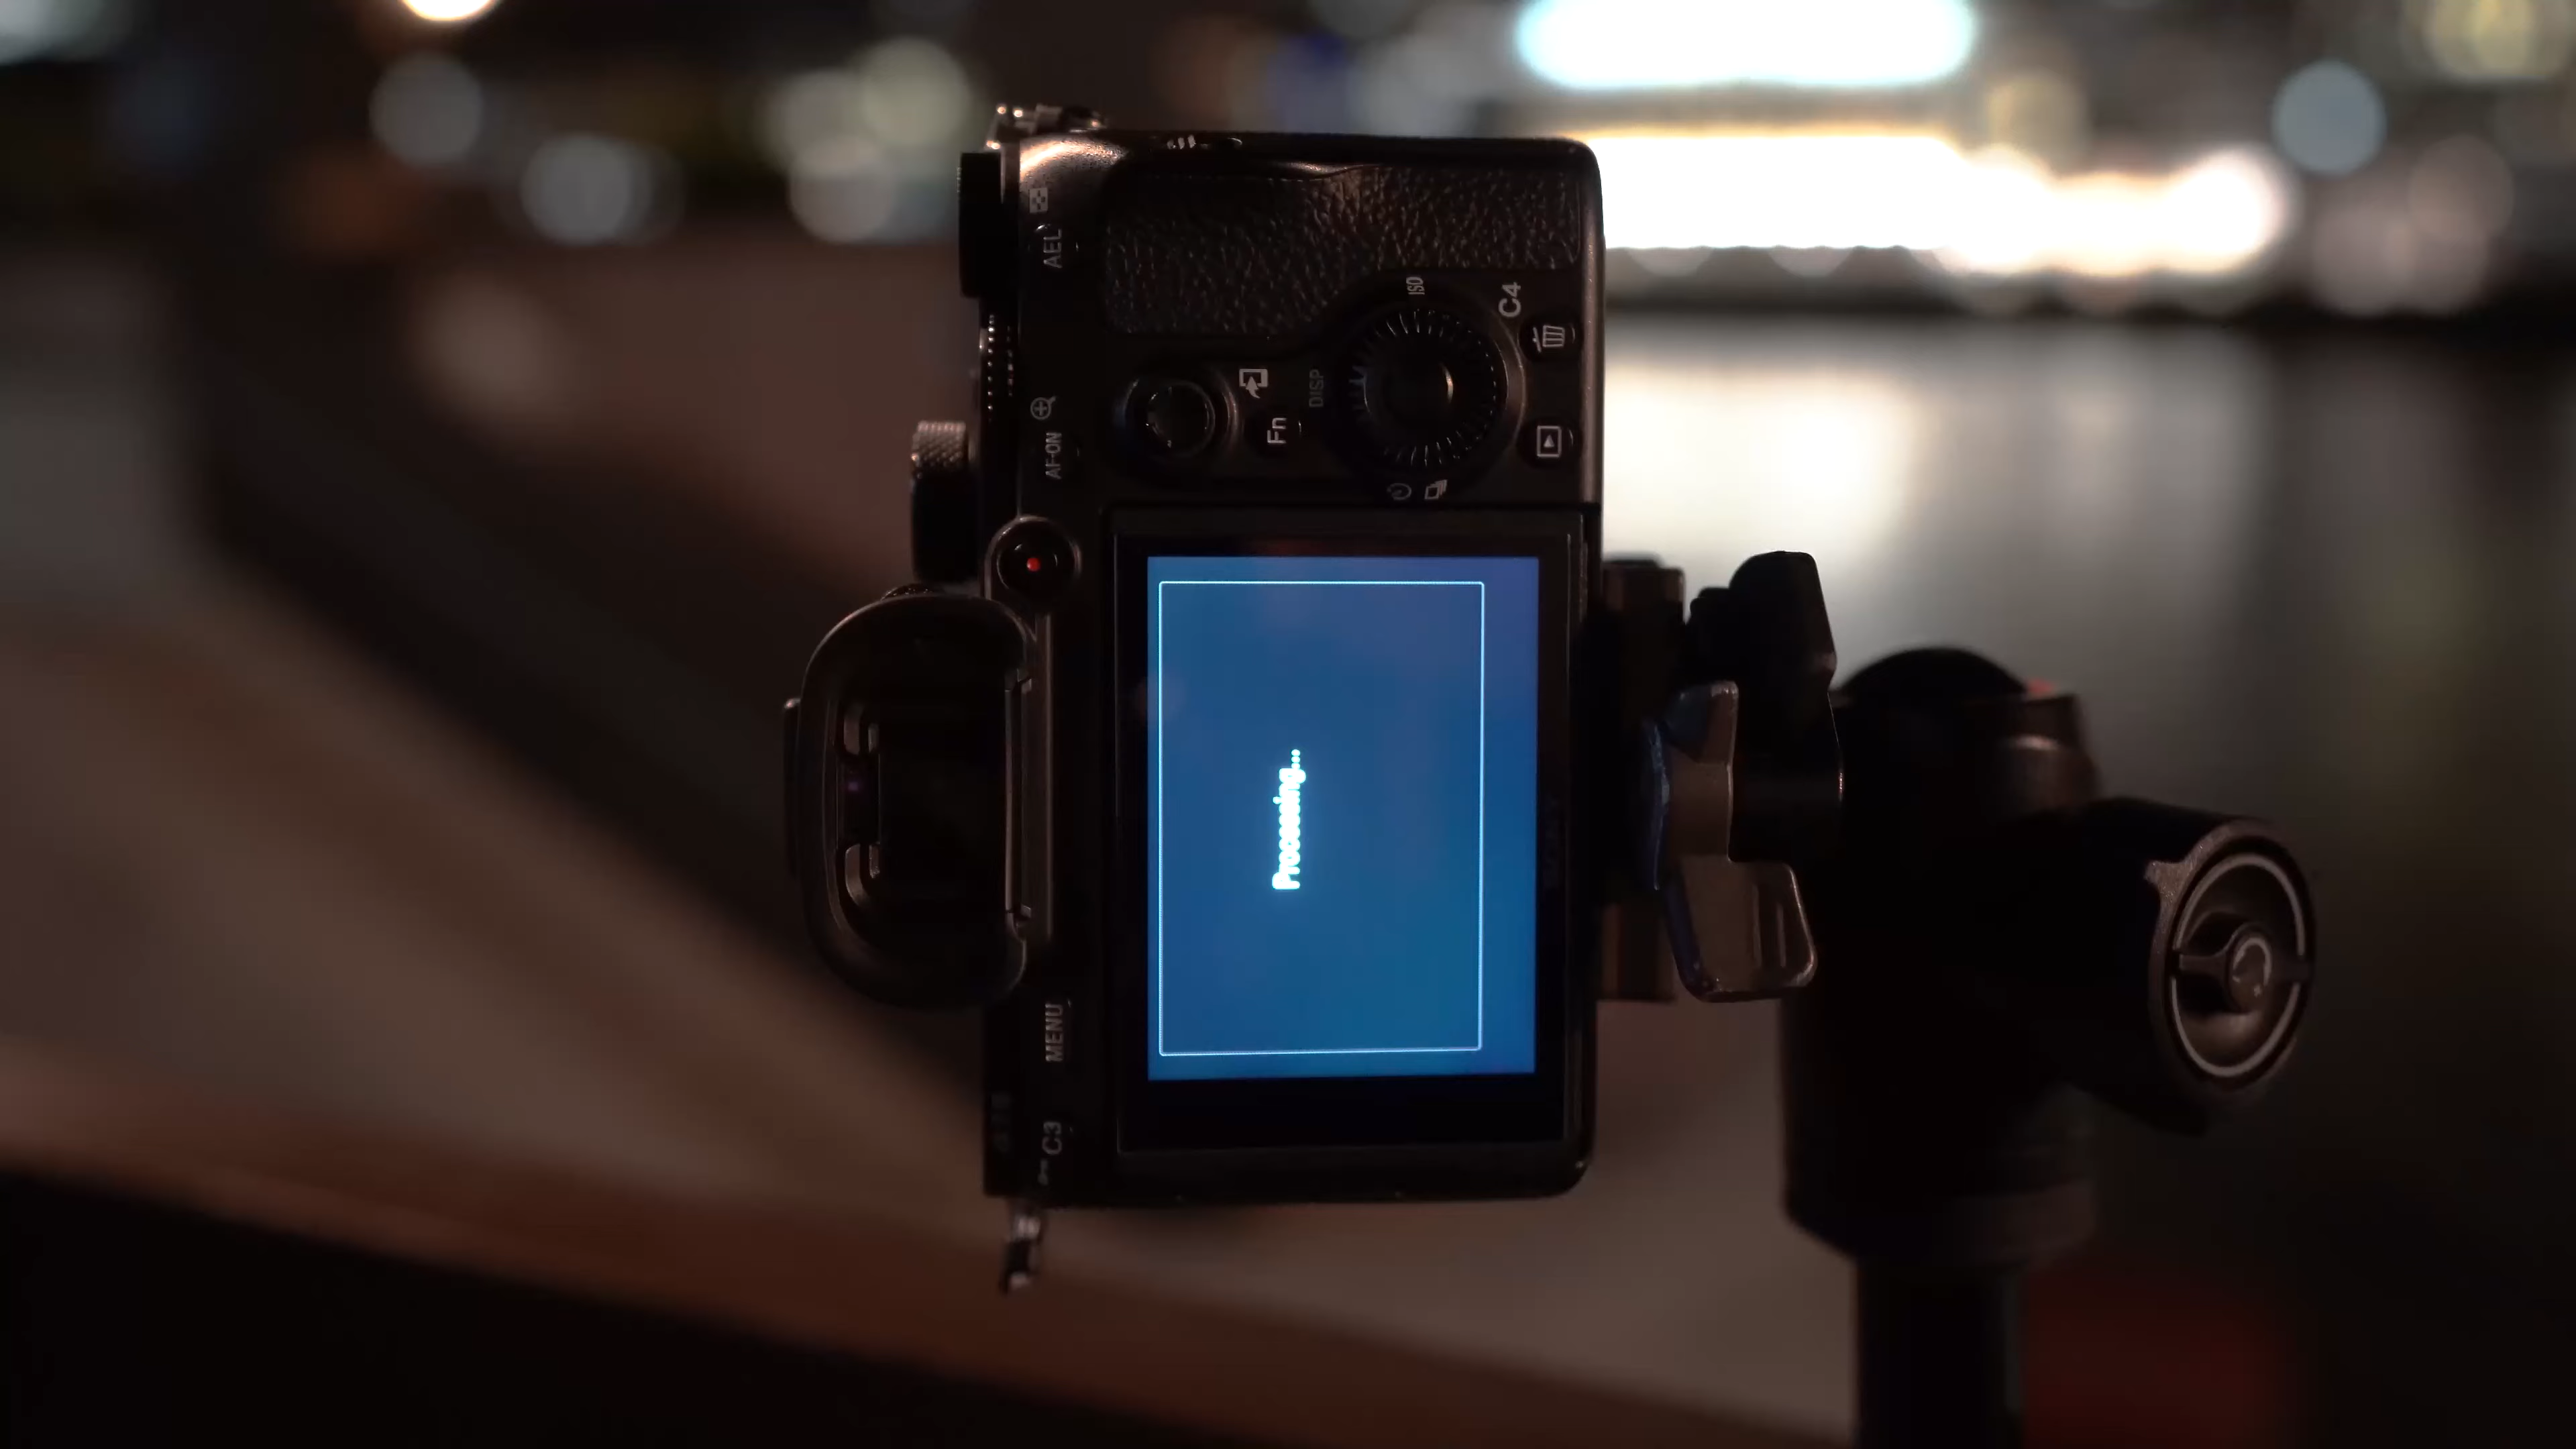 AEL
ISO
C4
DISP
Fn
AF-ON
Processing...
MENU
C3